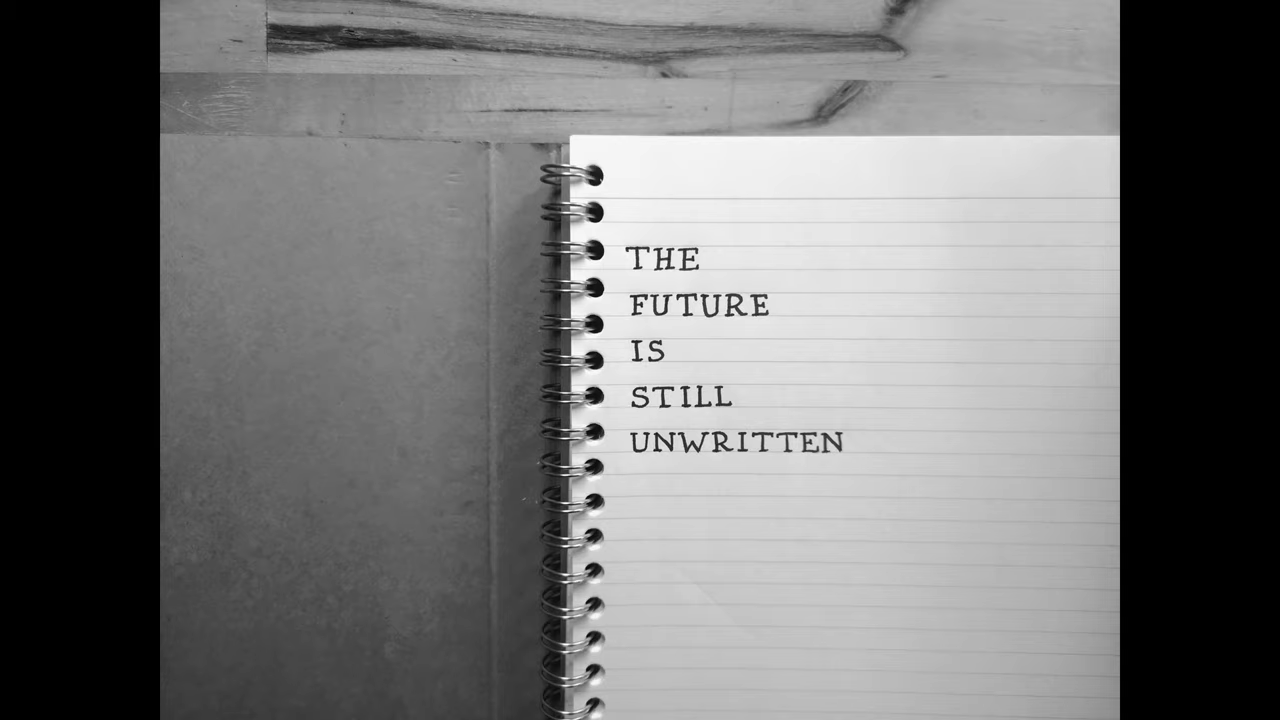 THE
FUTURE
IS
STILL
UNWRITTEN